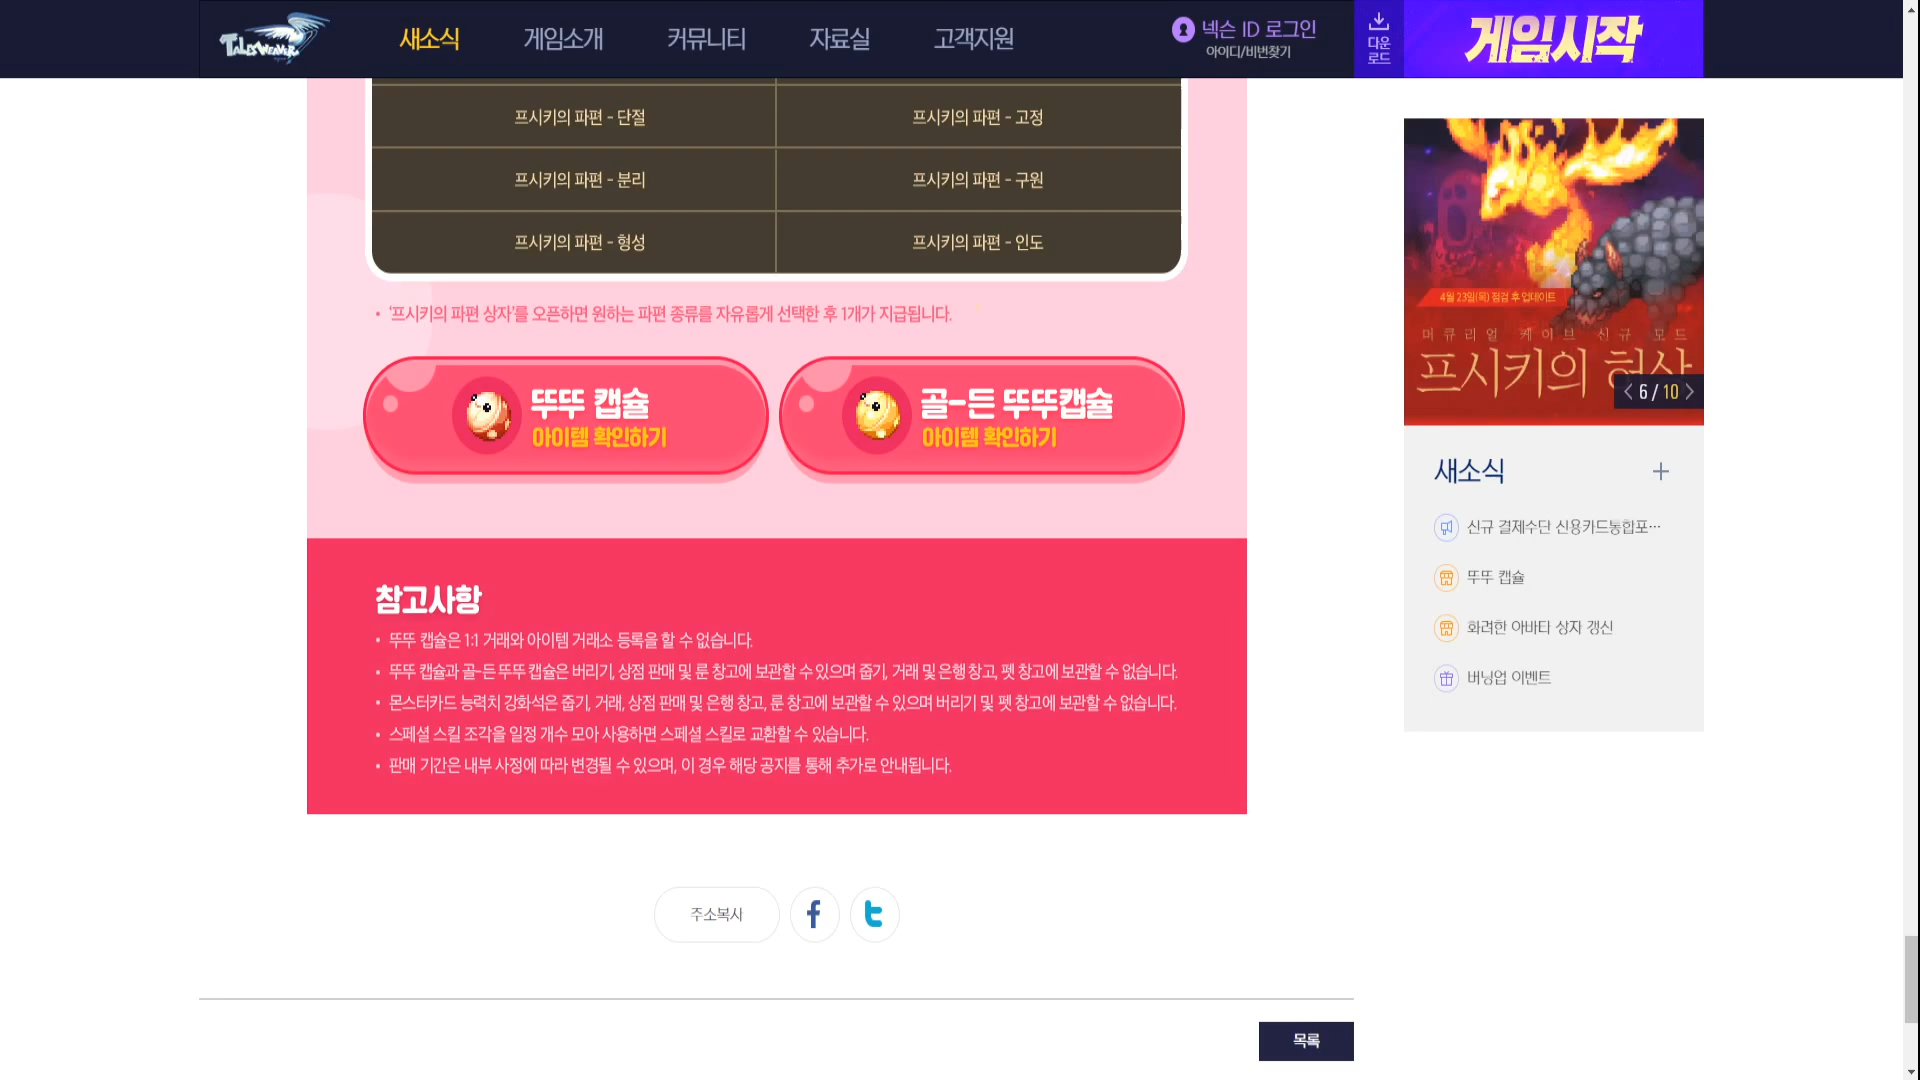 TALESWEAVER
새소식
게임소개
커뮤니티
자료실
고객지원
넥슨 ID 로그인
아이디/비번찾기
다운
로드
게임시작
프시키의 파편 - 단절
프시키의 파편 - 고정
프시키의 파편 - 분리
프시키의 파편 - 구원
프시키의 파편 - 형성
프시키의 파편 - 인도
• '프시키의 파편 상자'를 오픈하면 원하는 파편 종류를 자유롭게 선택한 후 1개가 지급됩니다.
뚜뚜 캡슐
아이템 확인하기
골-든 뚜뚜캡슐
아이템 확인하기
참고사항
• 뚜뚜 캡슐은 1:1 거래와 아이템 거래소 등록을 할 수 없습니다.
• 뚜뚜 캡슐과 골-든 뚜뚜 캡슐은 버리기, 상점 판매 및 룬 창고에 보관할 수 있으며 줍기, 거래 및 은행 창고, 펫 창고에 보관할 수 없습니다.
• 몬스터카드 능력치 강화석은 줍기, 거래, 상점 판매 및 은행 창고, 룬 창고에 보관할 수 있으며 버리기 및 펫 창고에 보관할 수 없습니다.
• 스페셜 스킬 조각을 일정 개수 모아 사용하면 스페셜 스킬로 교환할 수 있습니다.
• 판매 기간은 내부 사정에 따라 변경될 수 있으며, 이 경우 해당 공지를 통해 추가로 안내됩니다.
주소복사
목록
4월 23일(목) 점검 후 업데이트
머큐리얼 케이브 신규 모드
프시키의 형상
6 / 10
새소식
신규 결제수단 신용카드통합포…
뚜뚜 캡슐
화려한 아바타 상자 갱신
버닝업 이벤트